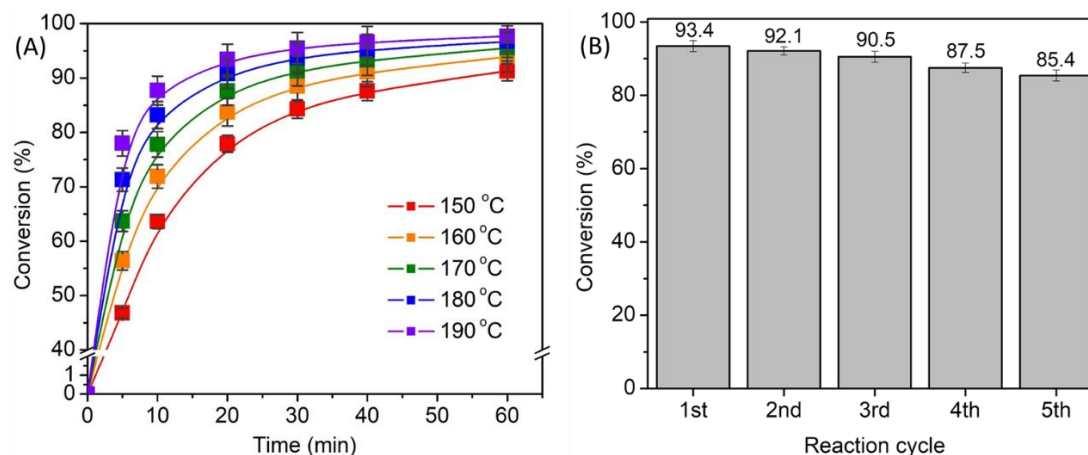 (A)
Conversion (%)
100
90
80
70
60
50
40
1
0
0 10 20 30 40 50 60
Time (min)
150 °C
160 °C
170 °C
180 °C
190 °C
(B)
Conversion (%)
100
80
60
40
20
0
93.4 92.1 90.5 87.5 85.4
1st 2nd 3rd 4th 5th
Reaction cycle